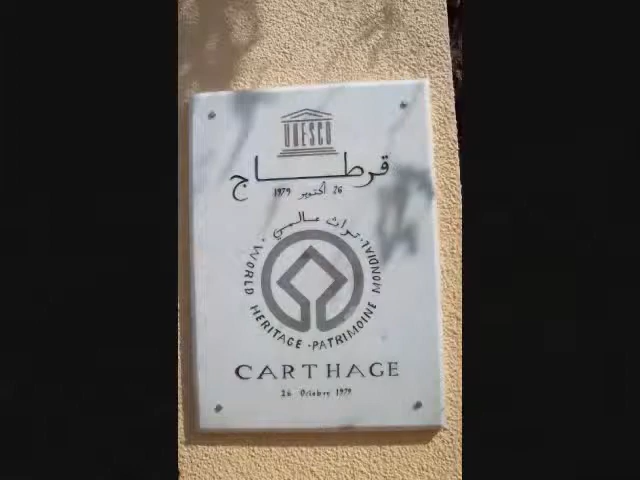 UNESCO
قرطاج
26 أكتوبر 1979
تراث عالمي
· WORLD HERITAGE · PATRIMOINE MONDIAL ·
CARTHAGE
26 Octobre 1979